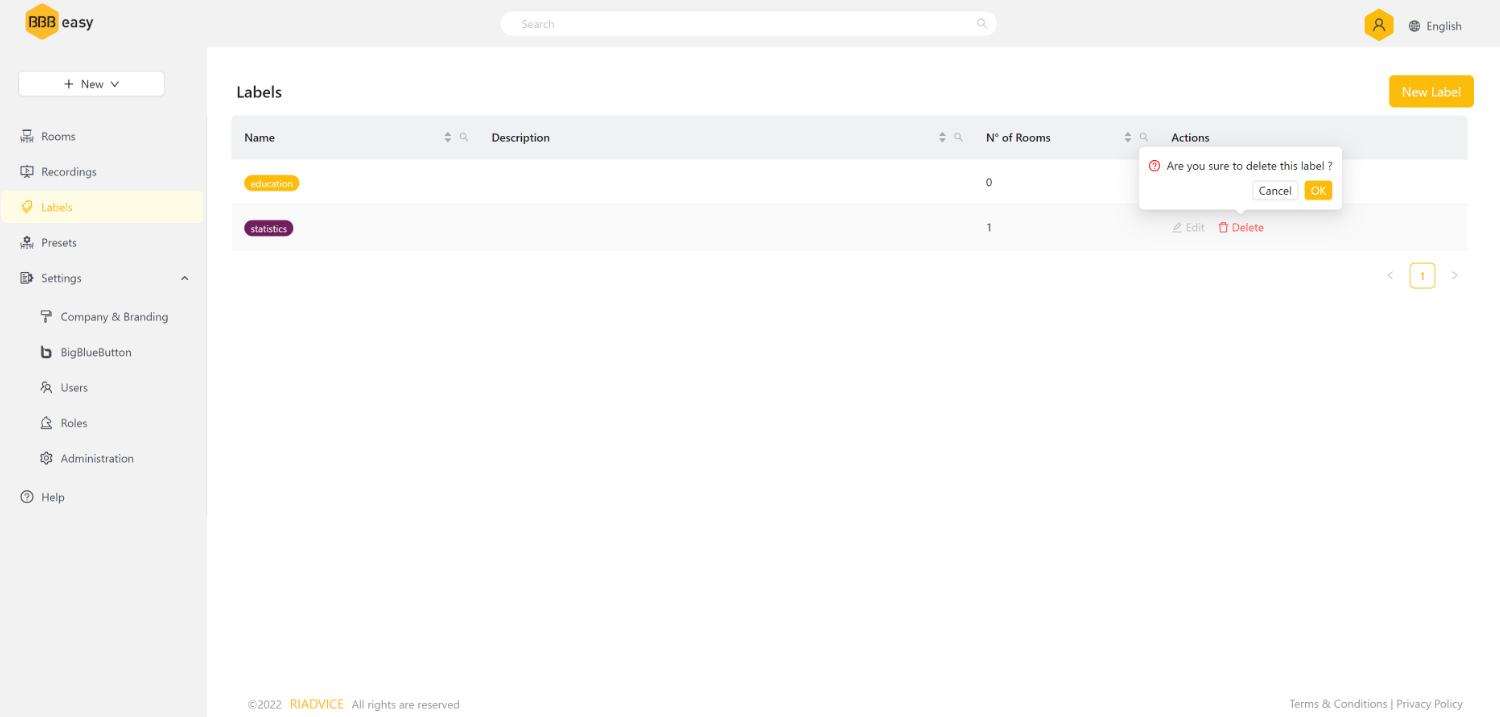 BBB easy
Search
English
New
Rooms
Recordings
Labels
Presets
Settings
Company & Branding
BigBlueButton
Users
Roles
Administration
Help
Labels
New Label
Name Description N° of Rooms Actions
Are you sure to delete this label ?
Cancel OK
education 0
statistics 1 Edit Delete
1
©2022 RIADVICE All rights are reserved
Terms & Conditions | Privacy Policy